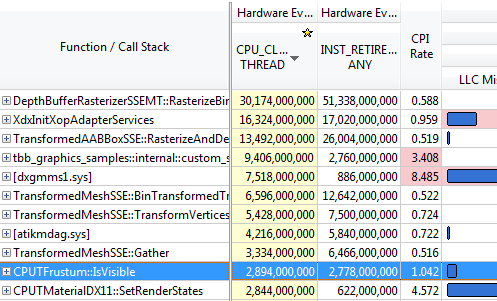 Hardware Ev... Hardware Ev...
Function / Call Stack CPU_CL... THREAD INST_RETIRE... ANY CPI Rate LLC Mis
DepthBufferRasterizerSSEMT::RasterizeBin 30,174,000,000 51,338,000,000 0.588
XdxInitXopAdapterServices 16,324,000,000 17,020,000,000 0.959
TransformedAABBoxSSE::RasterizeAndDe 13,492,000,000 26,004,000,000 0.519
tbb_graphics_samples::internal::custom_s 9,406,000,000 2,760,000,000 3.408
[dxgmms1.sys] 7,518,000,000 886,000,000 8.485
TransformedMeshSSE::BinTransformedTr 6,596,000,000 12,642,000,000 0.522
TransformedMeshSSE::TransformVertices 5,428,000,000 7,500,000,000 0.724
[atikmdag.sys] 4,216,000,000 5,840,000,000 0.722
TransformedMeshSSE::Gather 3,334,000,000 6,466,000,000 0.516
CPUTFrustum::IsVisible 2,894,000,000 2,778,000,000 1.042
CPUTMaterialDX11::SetRenderStates 2,844,000,000 622,000,000 4.572